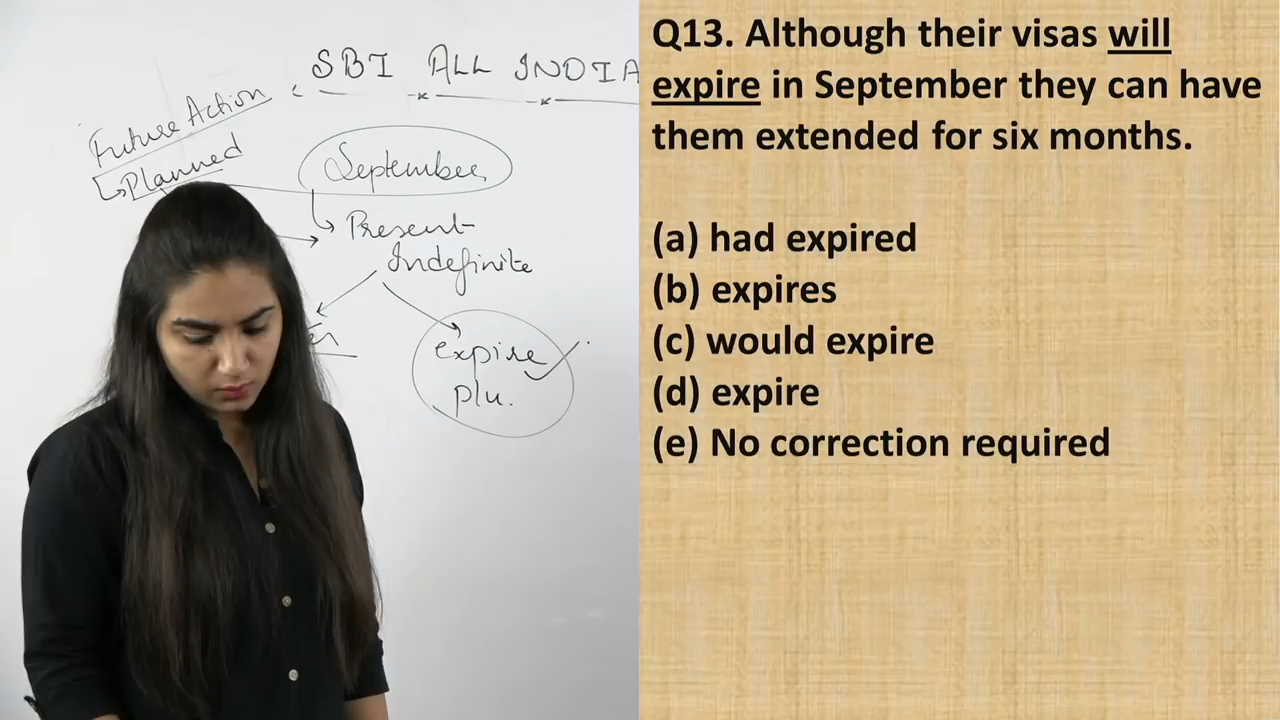 SBI ALL INDIA
Future Action
Planned
September
Present
Indefinite
expire
plu.
Q13. Although their visas will
expire in September they can have
them extended for six months.
(a) had expired
(b) expires
(c) would expire
(d) expire
(e) No correction required